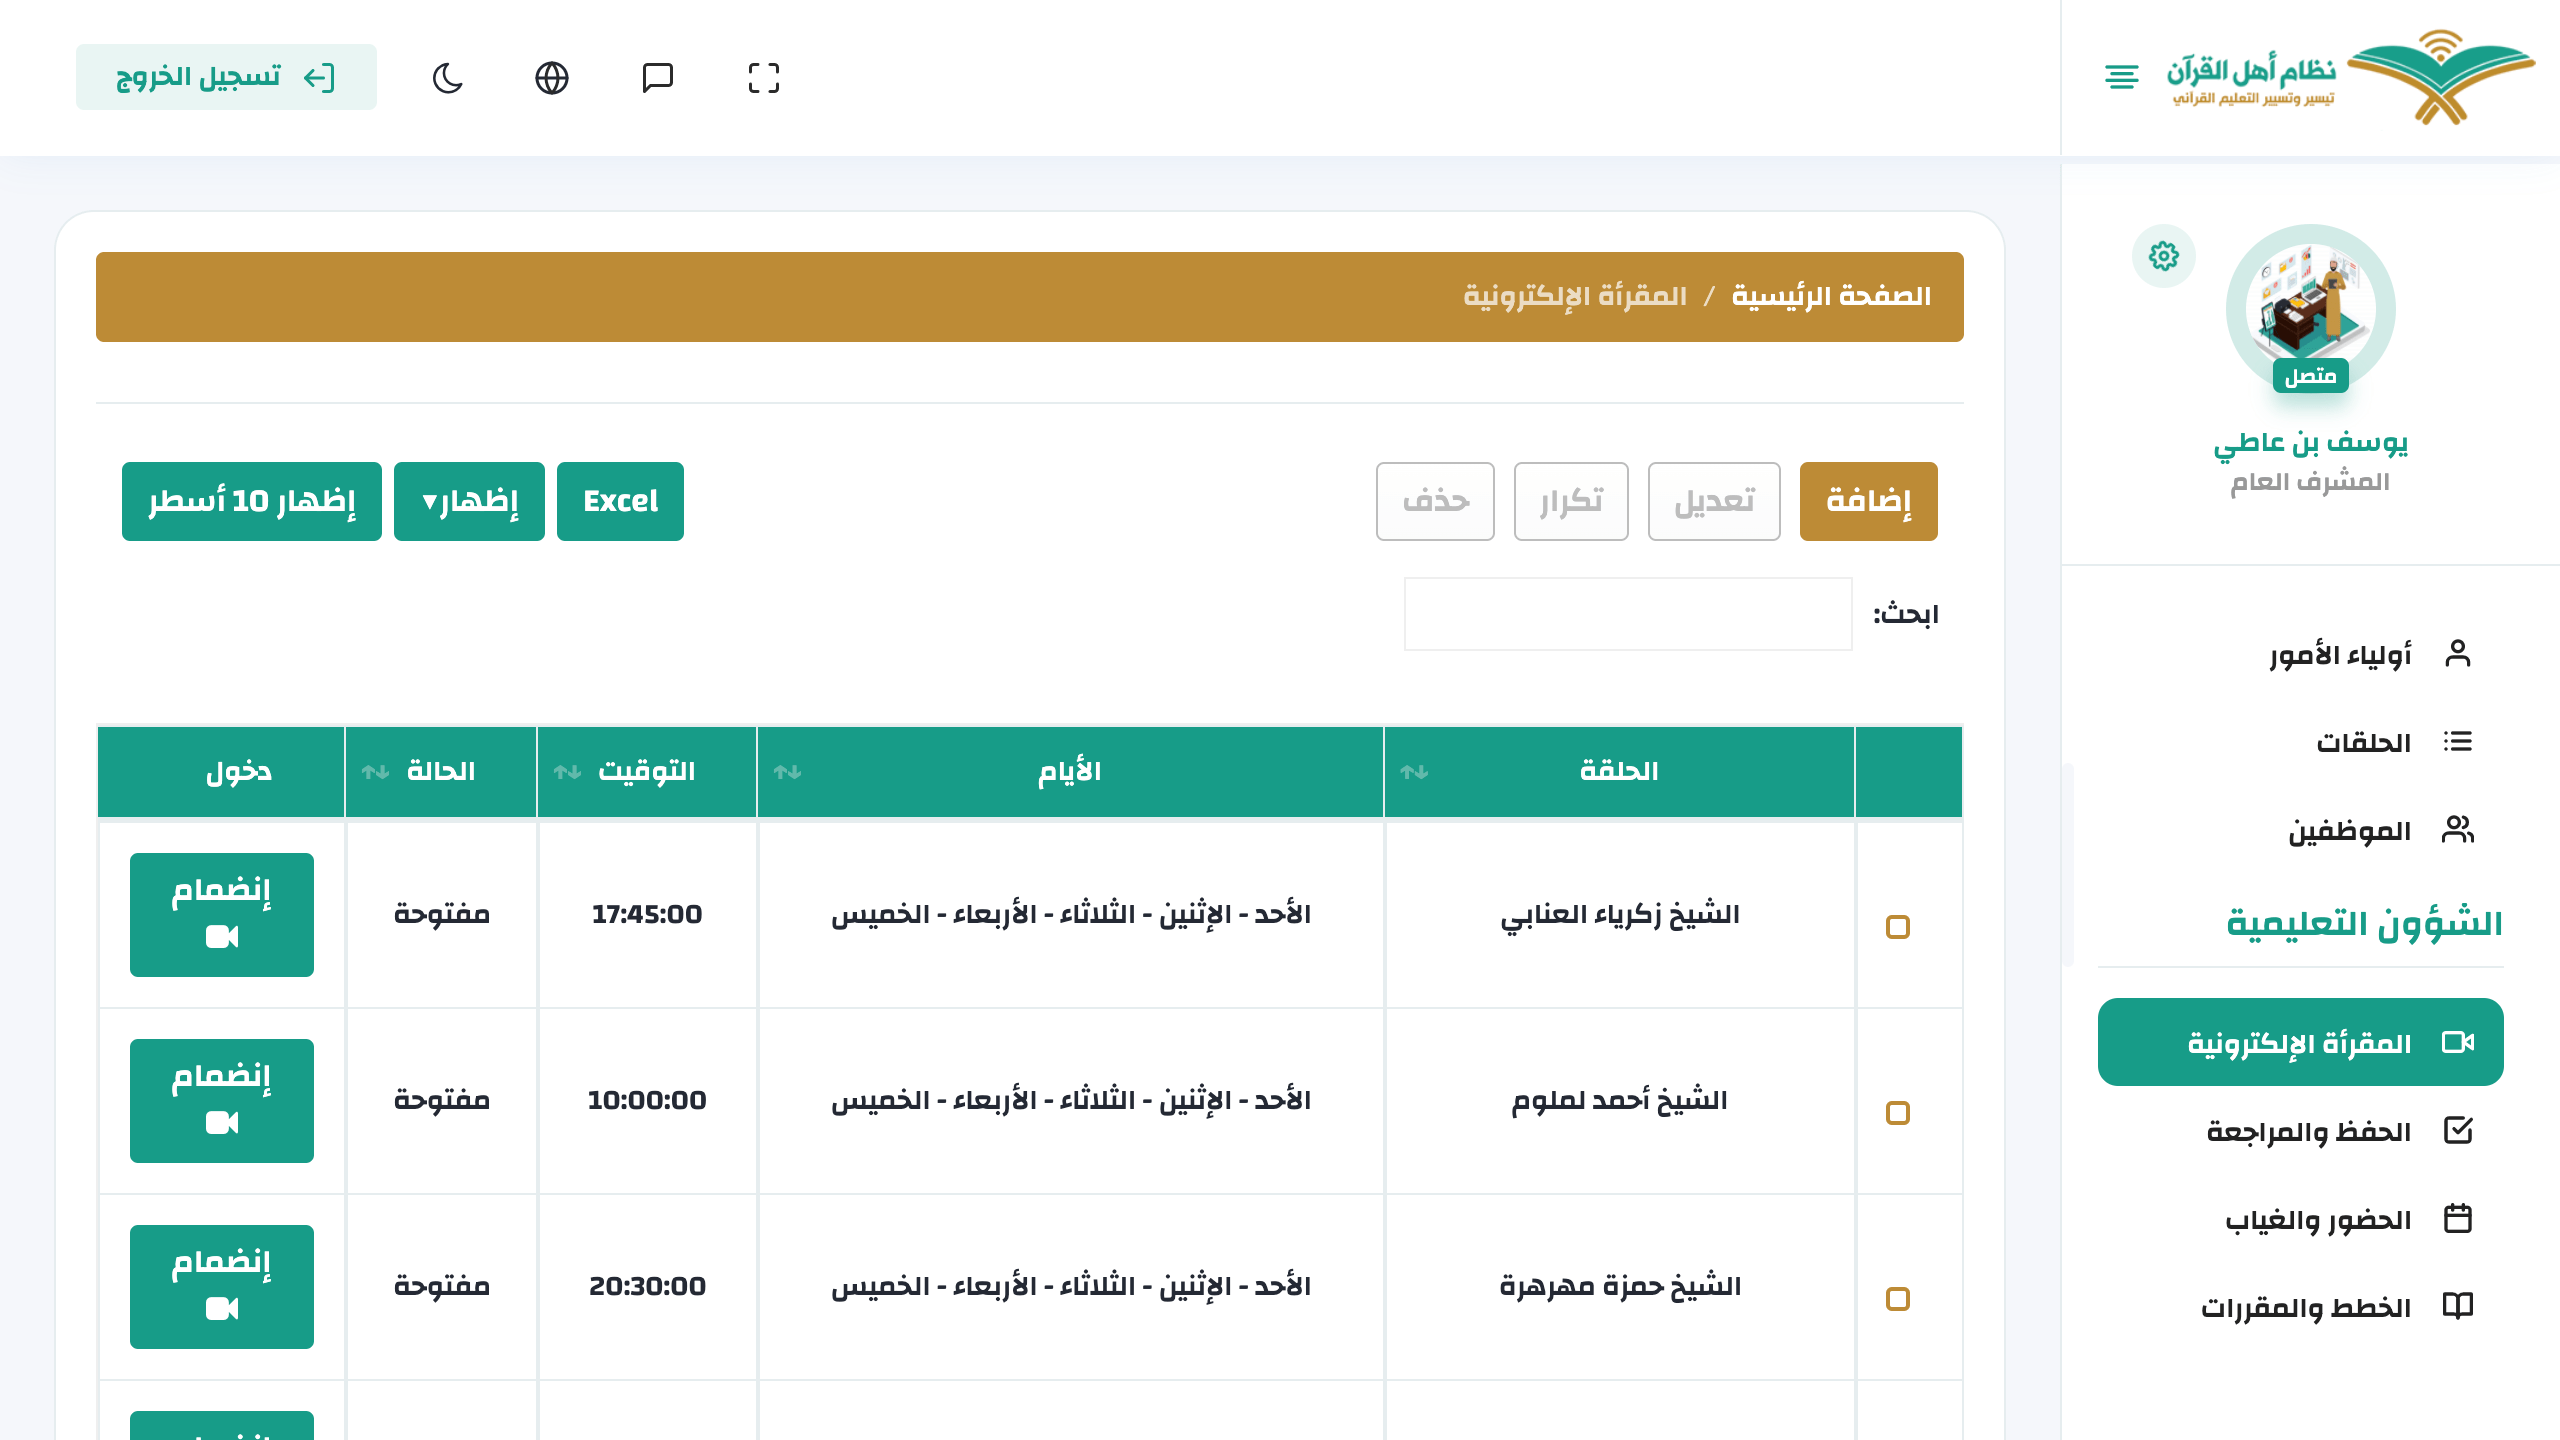 نظام أهل القرآن
تيسير وتسيير التعليم القرآني
تسجيل الخروج
متصل
يوسف بن عاطي
المشرف العام
أولياء الأمور
الحلقات
الموظفين
الشؤون التعليمية
المقرأة الإلكترونية
الحفظ والمراجعة
الحضور والغياب
الخطط والمقررات
الصفحة الرئيسية / المقرأة الإلكترونية
إضافة تعديل تكرار حذف Excel إظهار▼ إظهار 10 أسطر
ابحث:
الحلقة الأيام التوقيت الحالة دخول
الشيخ زكرياء العنابي الأحد - الإثنين - الثلاثاء - الأربعاء - الخميس 17:45:00 مفتوحة إنضمام
الشيخ أحمد لملوم الأحد - الإثنين - الثلاثاء - الأربعاء - الخميس 10:00:00 مفتوحة إنضمام
الشيخ حمزة مهرهرة الأحد - الإثنين - الثلاثاء - الأربعاء - الخميس 20:30:00 مفتوحة إنضمام